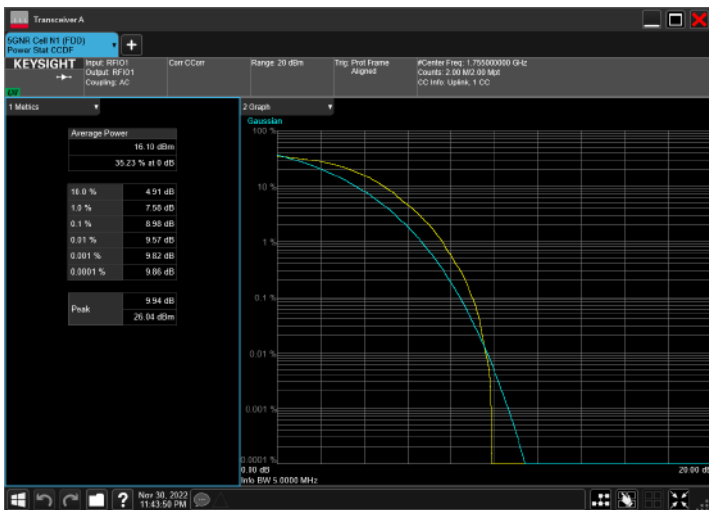 Transceiver A
5GNR Cell N1 (FDD)
Power Stat CCDF
KEYSIGHT
Input: RFIO1
Output: RFIO1
Coupling: AC
Corr CCorr
Range: 20 dBm
Trig: Prot Frame
Aligned
#Center Freq: 1.755000000 GHz
Counts: 2.00 M/2.00 Mpt
CC Info: Uplink, 1 CC
1 Metrics
Average Power
16.10 dBm
35.23 % at 0 dB
10.0 % 4.91 dB
1.0 % 7.58 dB
0.1 % 8.98 dB
0.01 % 9.57 dB
0.001 % 9.82 dB
0.0001 % 9.86 dB
Peak
9.94 dB
26.04 dBm
2 Graph
Gaussian
100 %
10 %
1 %
0.1 %
0.01 %
0.001 %
0.0001 %
0.00 dB
20.00 dB
Info BW 5.0000 MHz
Nov 30, 2022
11:43:50 PM